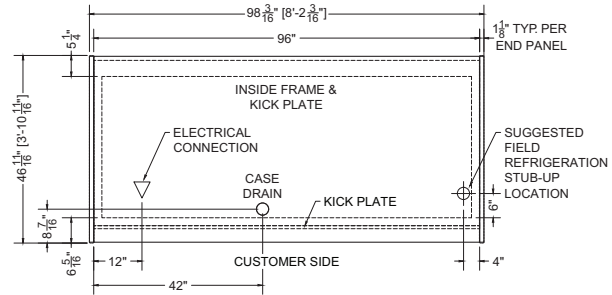 98 3/16" [8'-2 3/16"]
96"
1 1/8" TYP. PER
END PANEL
5 1/4
46 11/16" [3'-10 11/16"]
INSIDE FRAME &
KICK PLATE
ELECTRICAL
CONNECTION
SUGGESTED
FIELD
REFRIGERATION
STUB-UP
LOCATION
CASE
DRAIN
KICK PLATE
6"
8 7/16"
6 5/16"
12"
CUSTOMER SIDE
4"
42"